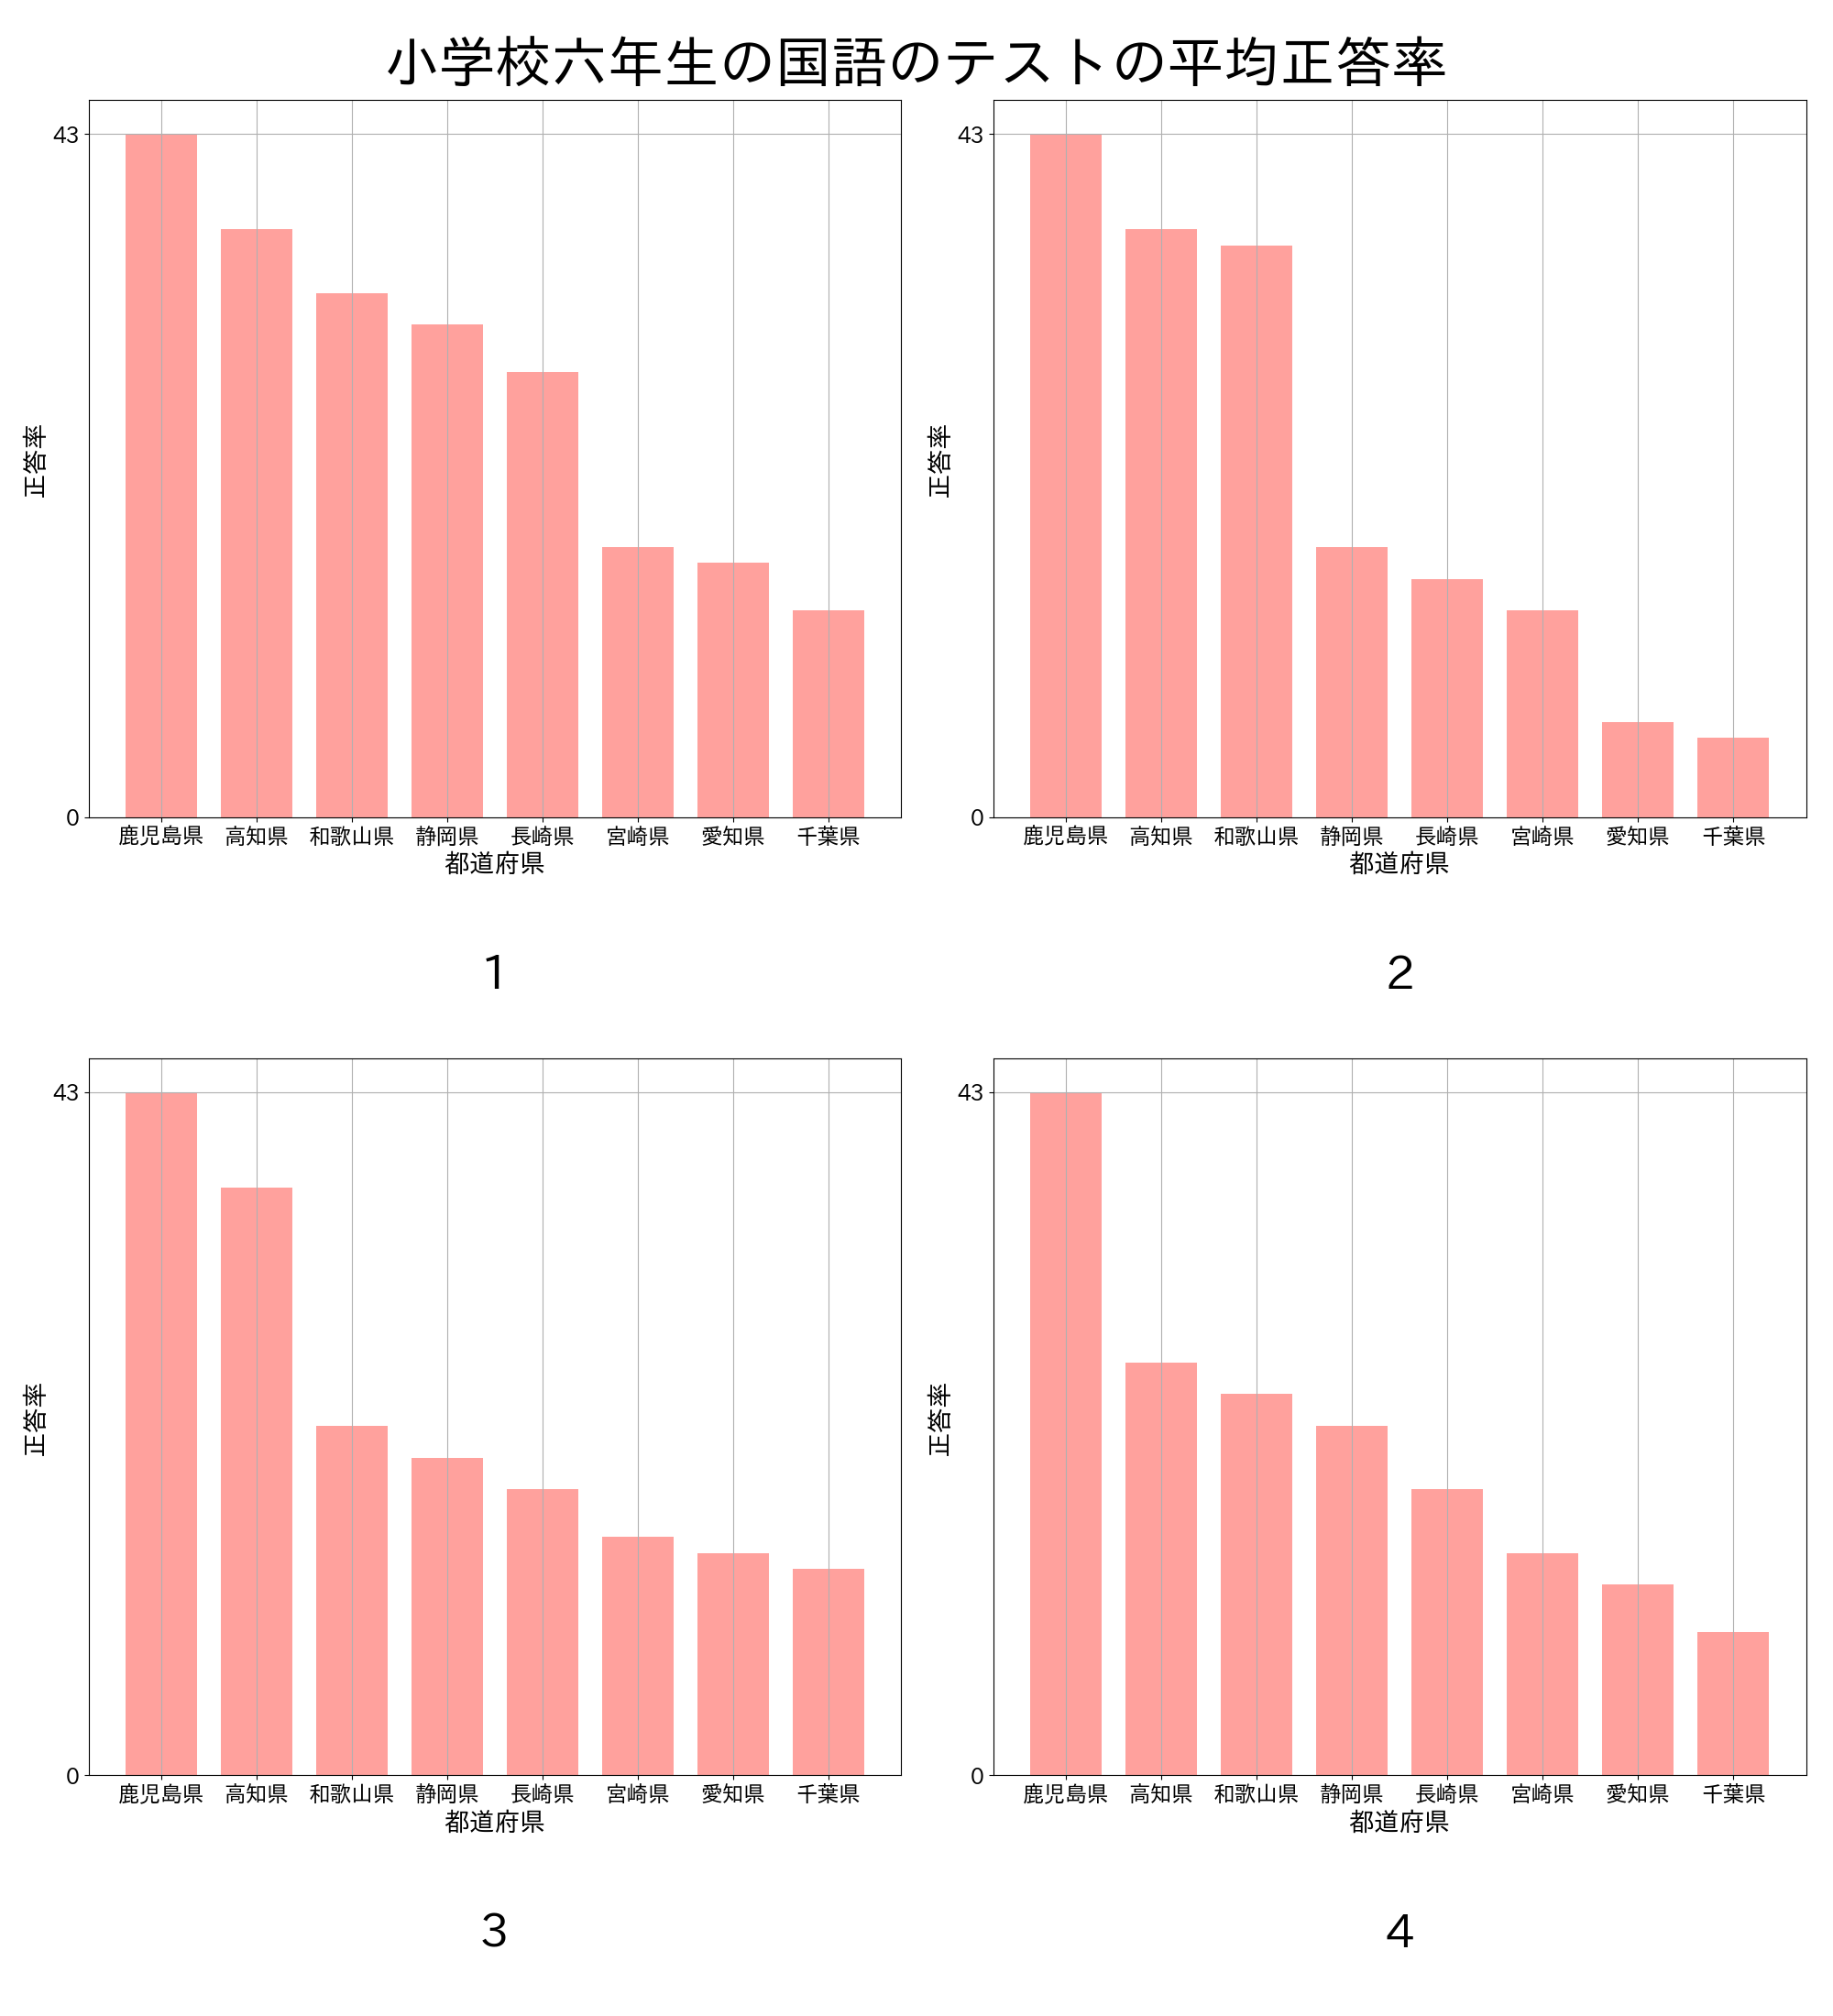 小学校六年生の国語のテストの平均正答率
43
0
正答率
鹿児島県 高知県 和歌山県 静岡県 長崎県 宮崎県 愛知県 千葉県
都道府県
1
43
0
正答率
鹿児島県 高知県 和歌山県 静岡県 長崎県 宮崎県 愛知県 千葉県
都道府県
2
43
0
正答率
鹿児島県 高知県 和歌山県 静岡県 長崎県 宮崎県 愛知県 千葉県
都道府県
3
43
0
正答率
鹿児島県 高知県 和歌山県 静岡県 長崎県 宮崎県 愛知県 千葉県
都道府県
4